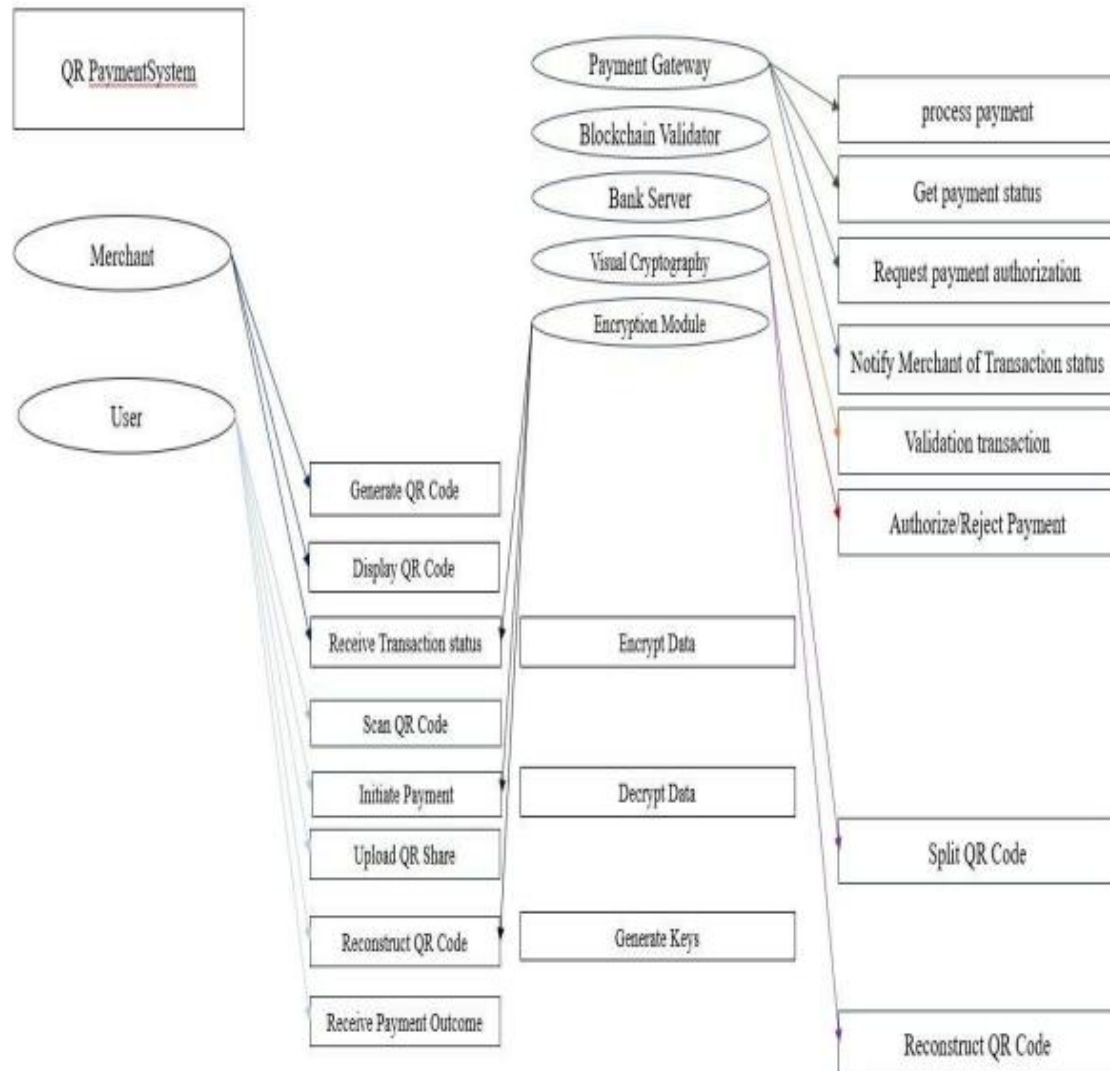 QR PaymentSystem
Merchant
User
Payment Gateway
Blockchain Validator
Bank Server
Visual Cryptography
Encryption Module
Generate QR Code
Display QR Code
Receive Transaction status
Scan QR Code
Initiate Payment
Upload QR Share
Reconstruct QR Code
Receive Payment Outcome
Encrypt Data
Decrypt Data
Generate Keys
process payment
Get payment status
Request payment authorization
Notify Merchant of Transaction status
Validation transaction
Authorize/Reject Payment
Split QR Code
Reconstruct QR Code